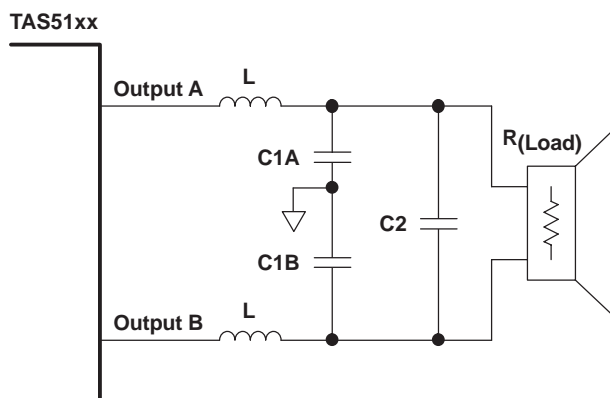 TAS51xx
Output A
L
C1A
C2
C1B
R(Load)
Output B
L